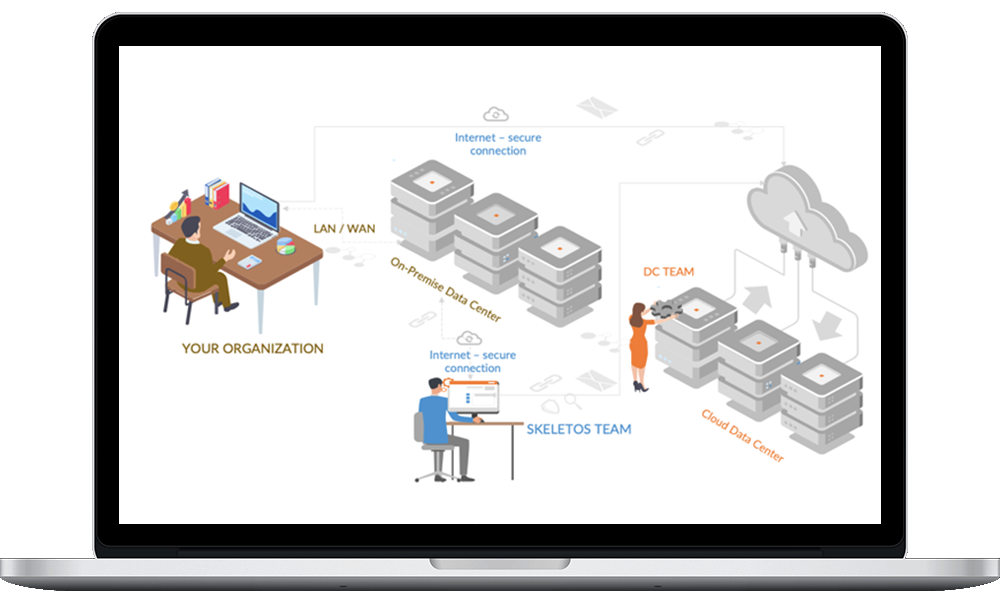 Internet – secure
connection
LAN / WAN
On-Premise Data Center
DC TEAM
YOUR ORGANIZATION
Internet – secure
connection
SKELETOS TEAM
Cloud Data Center